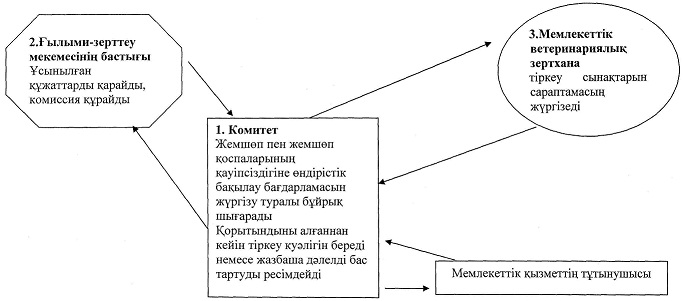 2.Ғылыми-зерттеу
мекемесінің бастығы
Ұсынылған
құжаттарды қарайды,
комиссия құрайды
3.Мемлекеттік
ветеринариялық
зертхана
тіркеу сынақтарын
сараптамасың
жүргізеді
1. Комитет
Жемшөп пен жемшөп
қоспаларының
қауіпсіздігіне өндірістік
бақылау бағдарламасын
жүргізу туралы бұйрық
шығарады
Қорытындыны алғаннан
кейін тіркеу куәлігін береді
немесе жазбаша дәлелді бас
тартуды ресімдейді
Мемлекеттік қызметтің тұтынушысы